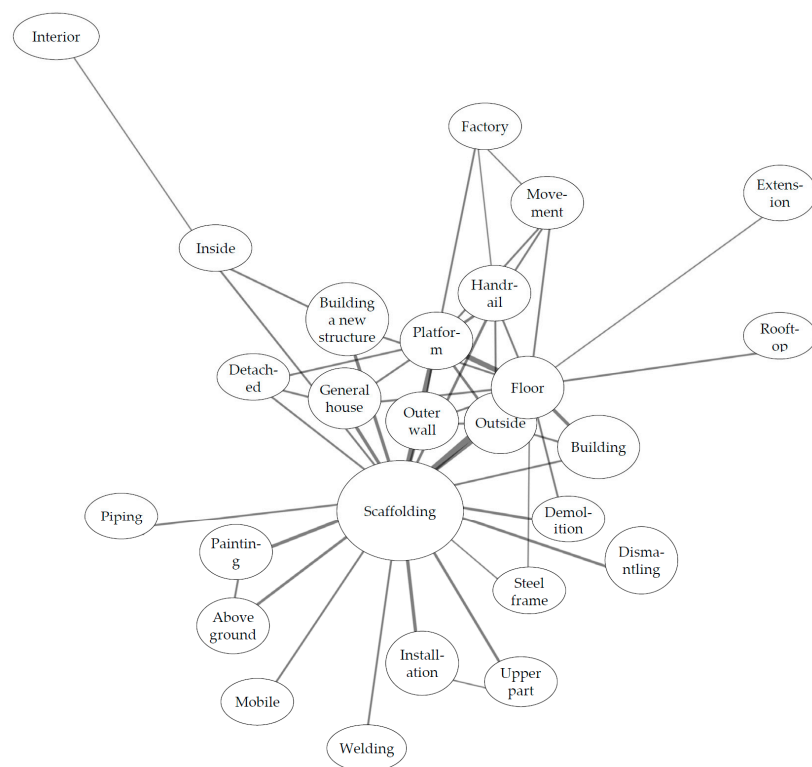 Interior
Factory
Move-
ment
Extens-
ion
Inside
Handr-
ail
Building
a new
structure
Platfor-
m
Rooft-
op
Detach-
ed
General
house
Floor
Outer
wall
Outside
Building
Scaffolding
Piping
Demol-
ition
Paintin-
g
Disma-
ntling
Steel
frame
Above
ground
Install-
ation
Upper
part
Mobile
Welding